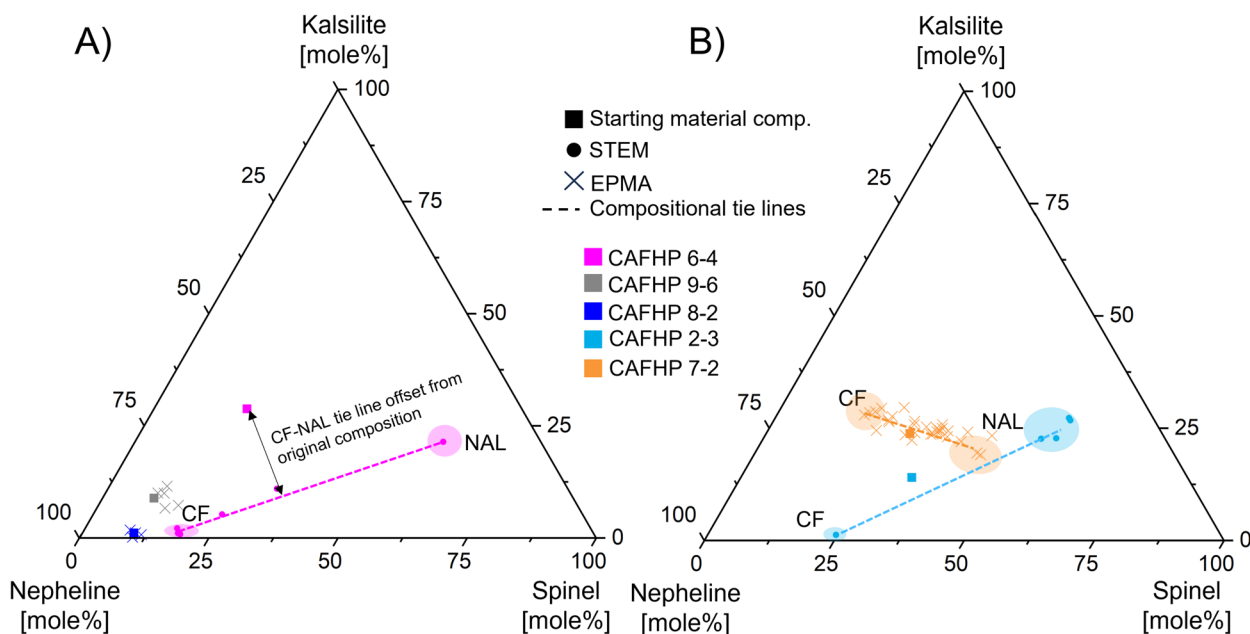 A)
Kalsilite
[mole%]
100
25
75
50
50
75
25
100
0
0
25
50
75
100
Nepheline
[mole%]
Spinel
[mole%]
CF-NAL tie line offset from
original composition
NAL
CF
Starting material comp.
STEM
EPMA
Compositional tie lines
CAFHP 6-4
CAFHP 9-6
CAFHP 8-2
CAFHP 2-3
CAFHP 7-2
B)
Kalsilite
[mole%]
100
25
75
50
50
75
25
100
0
0
25
50
75
100
Nepheline
[mole%]
Spinel
[mole%]
CF
NAL
CF